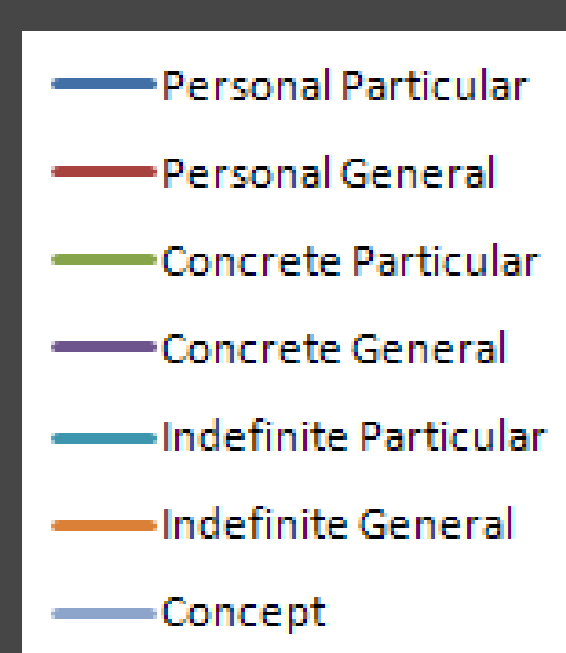 Personal Particular
Personal General
Concrete Particular
Concrete General
Indefinite Particular
Indefinite General
Concept